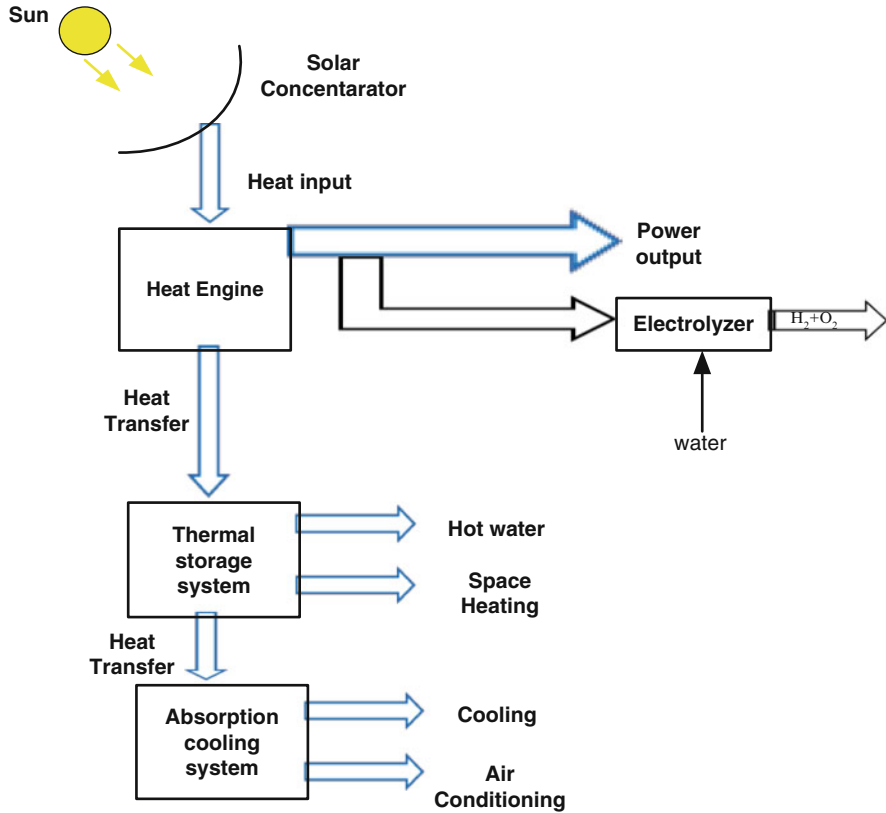 Sun
Solar
Concentarator
Heat input
Heat Engine
Power
output
Electrolyzer
H₂+O₂
water
Heat
Transfer
Thermal
storage
system
Hot water
Space
Heating
Heat
Transfer
Absorption
cooling
system
Cooling
Air
Conditioning